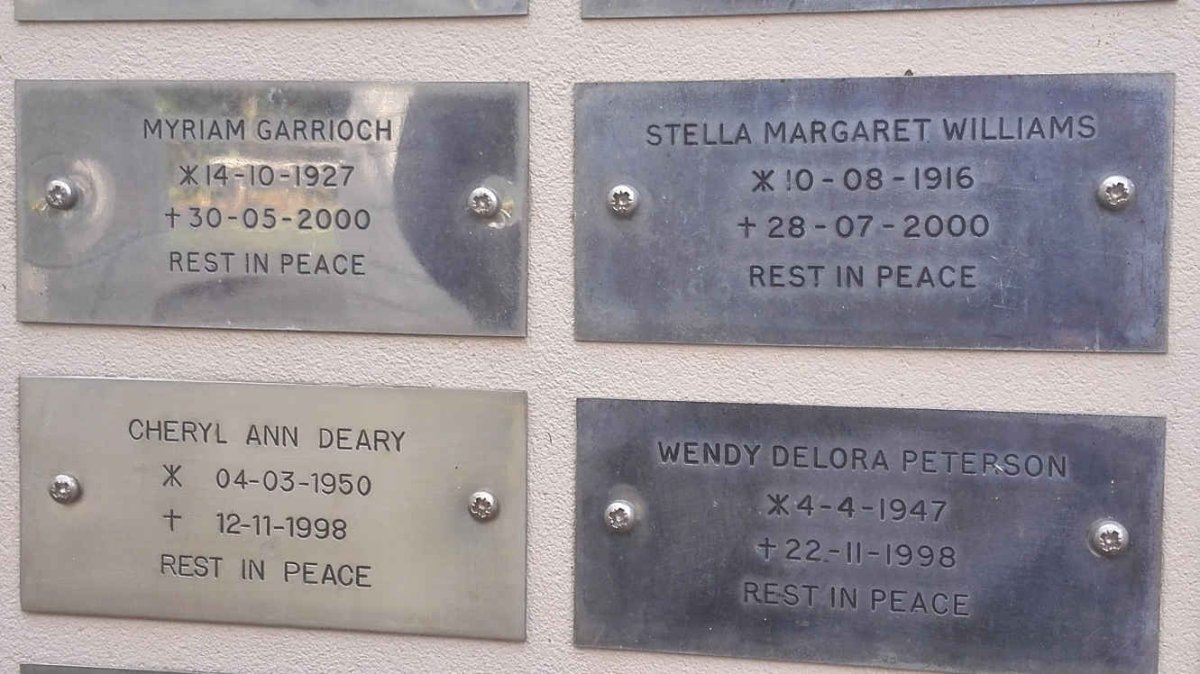 MYRIAM GARRIOCH
* 14-10-1927
† 30-05-2000
REST IN PEACE
STELLA MARGARET WILLIAMS
* 10-08-1916
† 28-07-2000
REST IN PEACE
CHERYL ANN DEARY
* 04-03-1950
† 12-11-1998
REST IN PEACE
WENDY DELORA PETERSON
* 4-4-1947
† 22-11-1998
REST IN PEACE